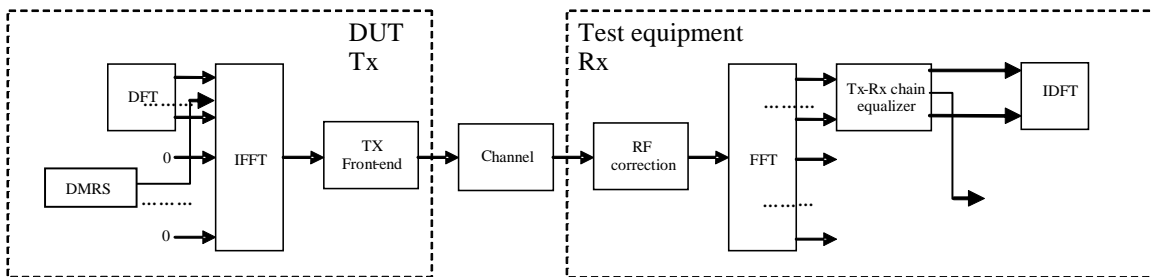 DUT
Tx
Test equipment
Rx
DFT
………
0
DMRS
………
0
IFFT
TX
Front-end
Channel
RF
correction
FFT
………
………
Tx-Rx chain
equalizer
IDFT